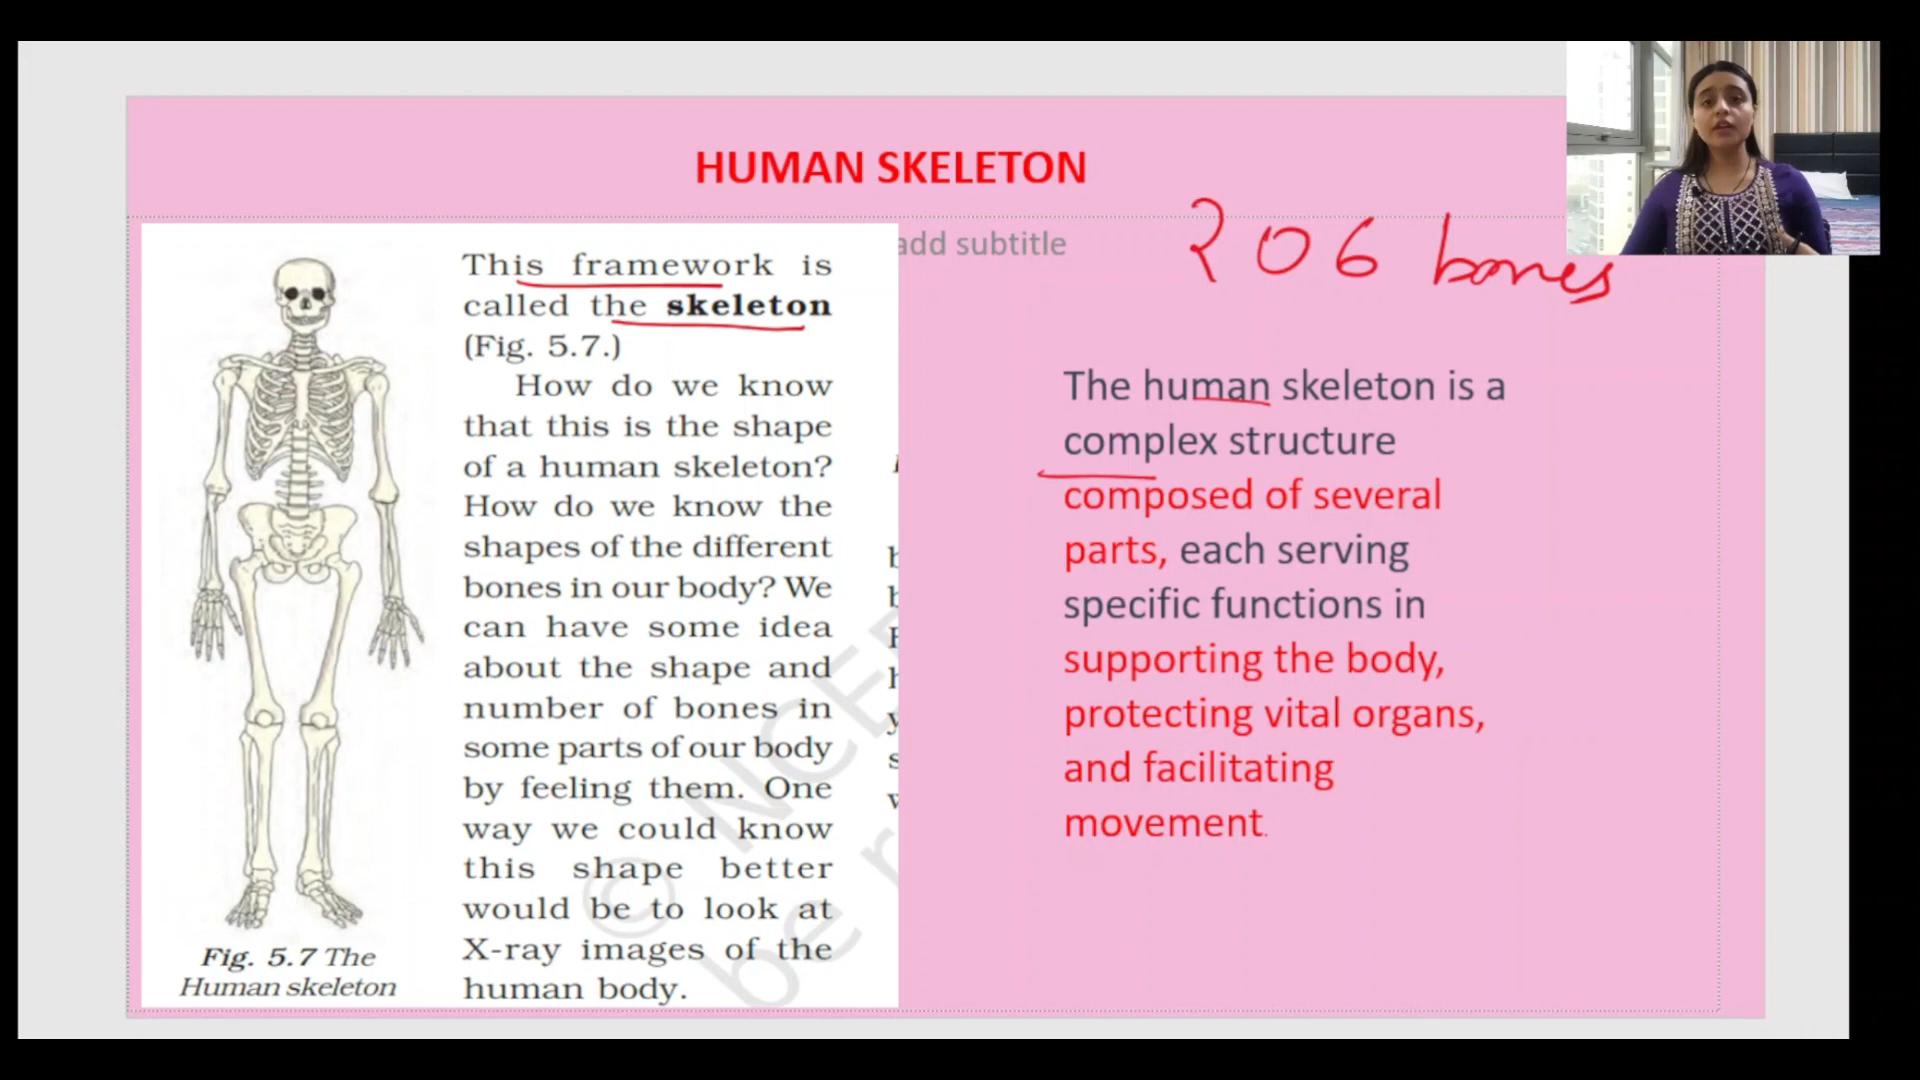 HUMAN SKELETON
add subtitle
206 bones
This framework is
called the skeleton
(Fig. 5.7.)
How do we know
that this is the shape
of a human skeleton?
How do we know the
shapes of the different
bones in our body? We
can have some idea
about the shape and
number of bones in
some parts of our body
by feeling them. One
way we could know
this shape better
would be to look at
X-ray images of the
human body.
Fig. 5.7 The
Human skeleton
The human skeleton is a
complex structure
composed of several
parts, each serving
specific functions in
supporting the body,
protecting vital organs,
and facilitating
movement.